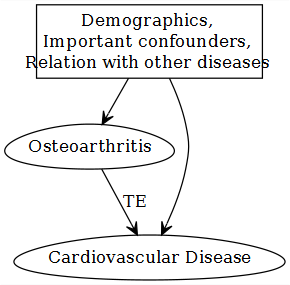 Demographics,
Important confounders,
Relation with other diseases
Osteoarthritis
TE
Cardiovascular Disease